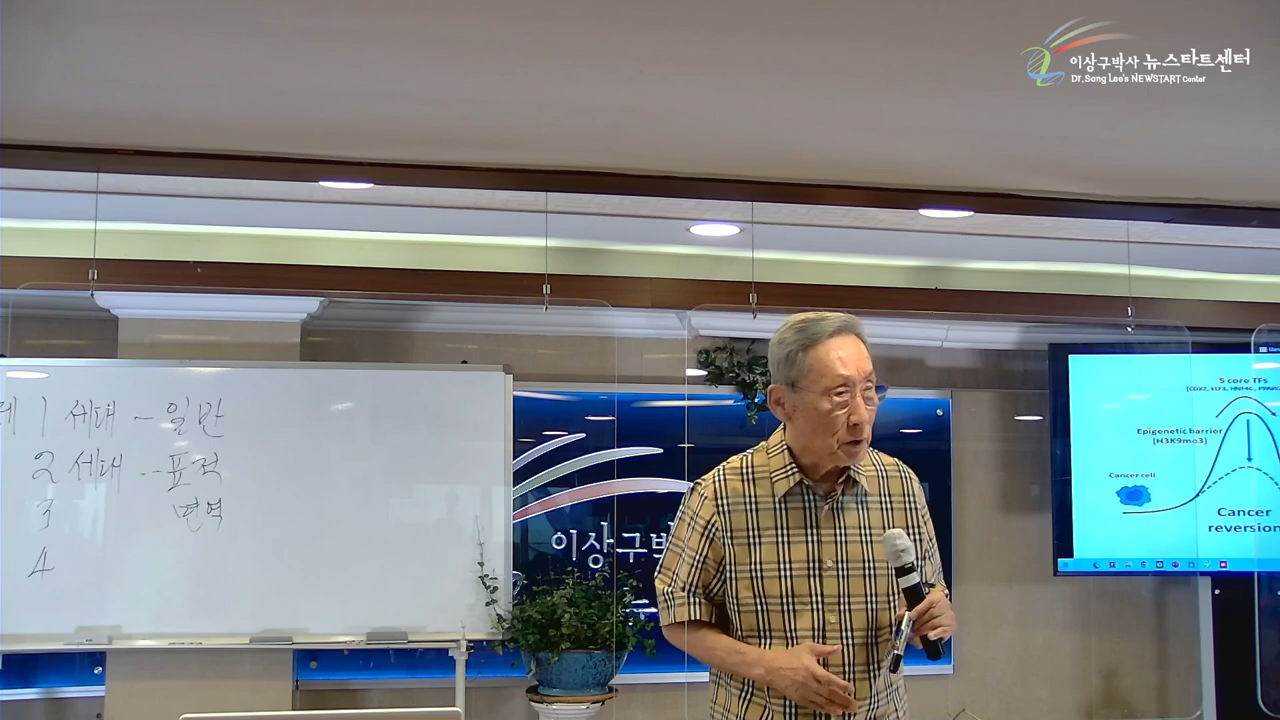 이상구박사 뉴스타트센터
Dr. Sang Lee's NEWSTART Center
제 1 세대 - 일반
2 세대 -- 표적
3 면역
4
이상구박
5 core TFs
Epigenetic barrier
(H3K9me3)
Cancer cell
Cancer
reversion